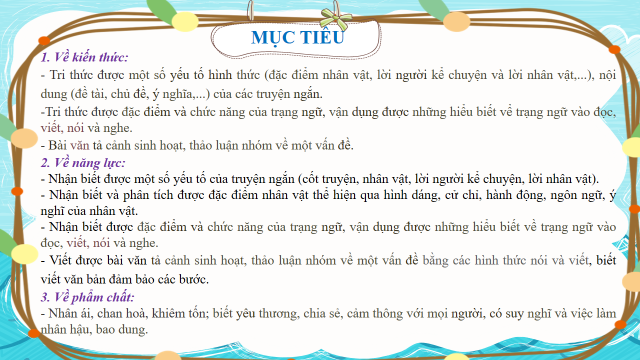 MỤC TIÊU
1. Về kiến thức:
- Tri thức được một số yếu tố hình thức (đặc điểm nhân vật, lời người kể chuyện và lời nhân vật,...), nội
dung (đề tài, chủ đề, ý nghĩa,...) của các truyện ngắn.
-Tri thức được đặc điểm và chức năng của trạng ngữ, vận dụng được những hiểu biết về trạng ngữ vào đọc,
viết, nói và nghe.
- Bài văn tả cảnh sinh hoạt, thảo luận nhóm về một vấn đề.
2. Về năng lực:
- Nhận biết được một số yếu tố của truyện ngắn (cốt truyện, nhân vật, lời người kể chuyện, lời nhân vật).
- Nhận biết và phân tích được đặc điểm nhân vật thể hiện qua hình dáng, cử chỉ, hành động, ngôn ngữ, ý
nghĩ của nhân vật.
- Nhận biết được đặc điểm và chức năng của trạng ngữ, vận dụng được những hiểu biết về trạng ngữ vào
đọc, viết, nói và nghe.
- Viết được bài văn tả cảnh sinh hoạt, thảo luận nhóm về một vấn đề bằng các hình thức nói và viết, biết
viết văn bản đảm bảo các bước.
3. Về phẩm chất:
- Nhân ái, chan hoà, khiêm tốn; biết yêu thương, chia sẻ, cảm thông với mọi người, có suy nghĩ và việc làm
nhân hậu, bao dung.